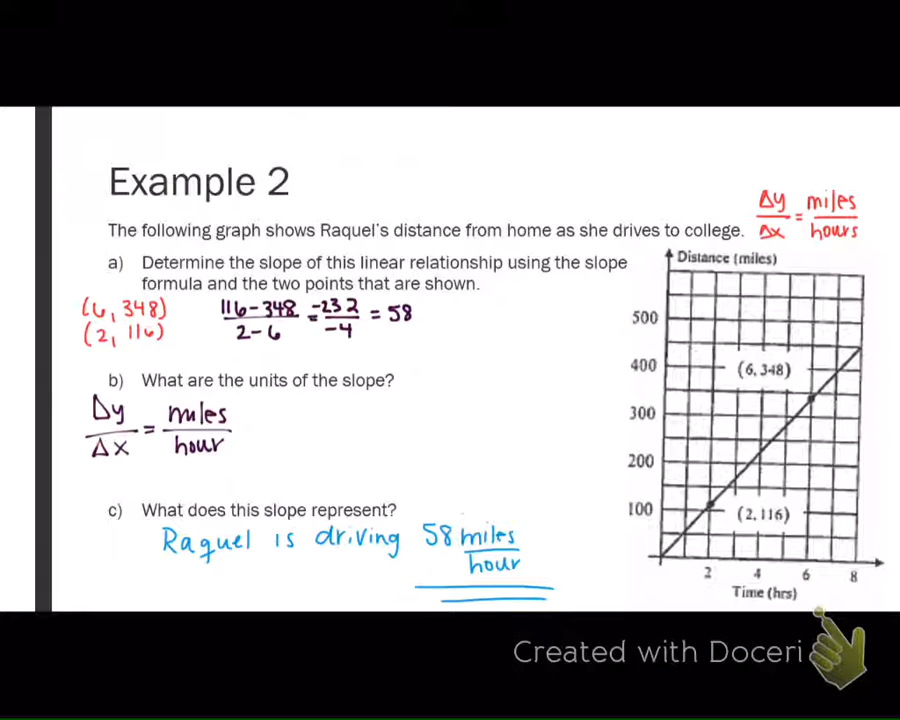 Example 2
Δy/Δx = miles/hours
The following graph shows Raquel's distance from home as she drives to college.
a) Determine the slope of this linear relationship using the slope
formula and the two points that are shown.
(6, 348)
(2, 116)
116-348/2-6 = -232/-4 = 58
b) What are the units of the slope?
Δy/Δx = miles/hour
c) What does this slope represent?
Raquel is driving 58 miles/hour
Distance (miles)
500
400
300
200
100
(6, 348)
(2, 116)
2 4 6 8
Time (hrs)
Created with Doceri